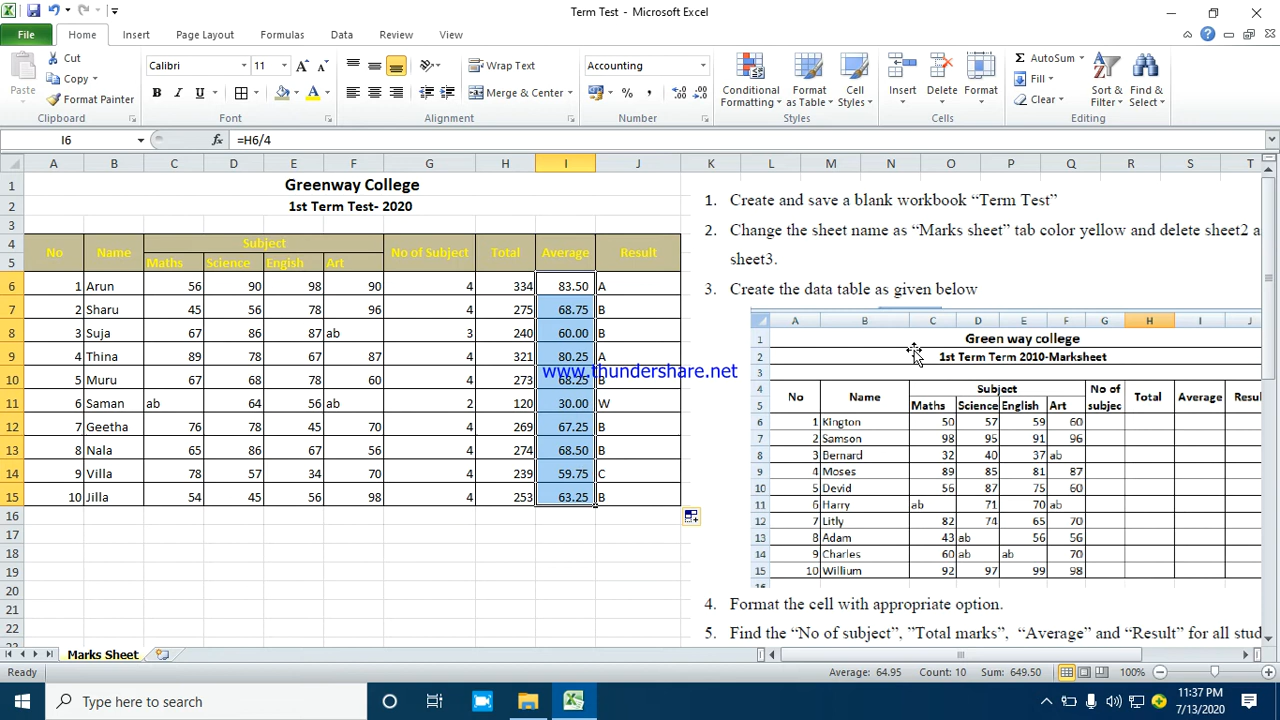 Term Test - Microsoft Excel
File Home Insert Page Layout Formulas Data Review View
Paste Cut Copy Format Painter Clipboard
Calibri 11 A A B I U A Font
Wrap Text Merge & Center Alignment
Accounting % , Number
Conditional Formatting Format as Table Cell Styles Styles
Insert Delete Format Cells
Σ AutoSum Fill Clear Sort & Filter Find & Select Editing
I6 fx =H6/4
A B C D E F G H I J K L M N O P Q R S T
1 Greenway College
2 1st Term Test- 2020
3
4 No Name Subject No of Subject Total Average Result
5 Maths Science Engish Art
6 1 Arun 56 90 98 90 4 334 83.50 A
7 2 Sharu 45 56 78 96 4 275 68.75 B
8 3 Suja 67 86 87 ab 3 240 60.00 B
9 4 Thina 89 78 67 87 4 321 80.25 A
10 5 Muru 67 68 78 60 4 273 68.25 B
11 6 Saman ab 64 56 ab 2 120 30.00 W
12 7 Geetha 76 78 45 70 4 269 67.25 B
13 8 Nala 65 86 67 56 4 274 68.50 B
14 9 Villa 78 57 34 70 4 239 59.75 C
15 10 Jilla 54 45 56 98 4 253 63.25 B
16
17
18
19
20
21
22
www.thundershare.net
1. Create and save a blank workbook “Term Test”
2. Change the sheet name as “Marks sheet” tab color yellow and delete sheet2 a
sheet3.
3. Create the data table as given below
A B C D E F G H I J
1 Green way college
2 1st Term Term 2010-Marksheet
3
4 No Name Subject No of subjec Total Average Resul
5 Maths Science English Art
6 1 Kington 50 57 59 60
7 2 Samson 98 95 91 96
8 3 Bernard 32 40 37 ab
9 4 Moses 89 85 81 87
10 5 Devid 56 87 75 60
11 6 Harry ab 71 70 ab
12 7 Litly 82 74 65 70
13 8 Adam 43 ab 56 56
14 9 Charles 60 ab ab 70
15 10 Willium 92 97 99 98
4. Format the cell with appropriate option.
5. Find the “No of subject”, ”Total marks”, “Average” and “Result” for all stud
Marks Sheet
Ready Average: 64.95 Count: 10 Sum: 649.50 100%
Type here to search
11:37 PM
7/13/2020